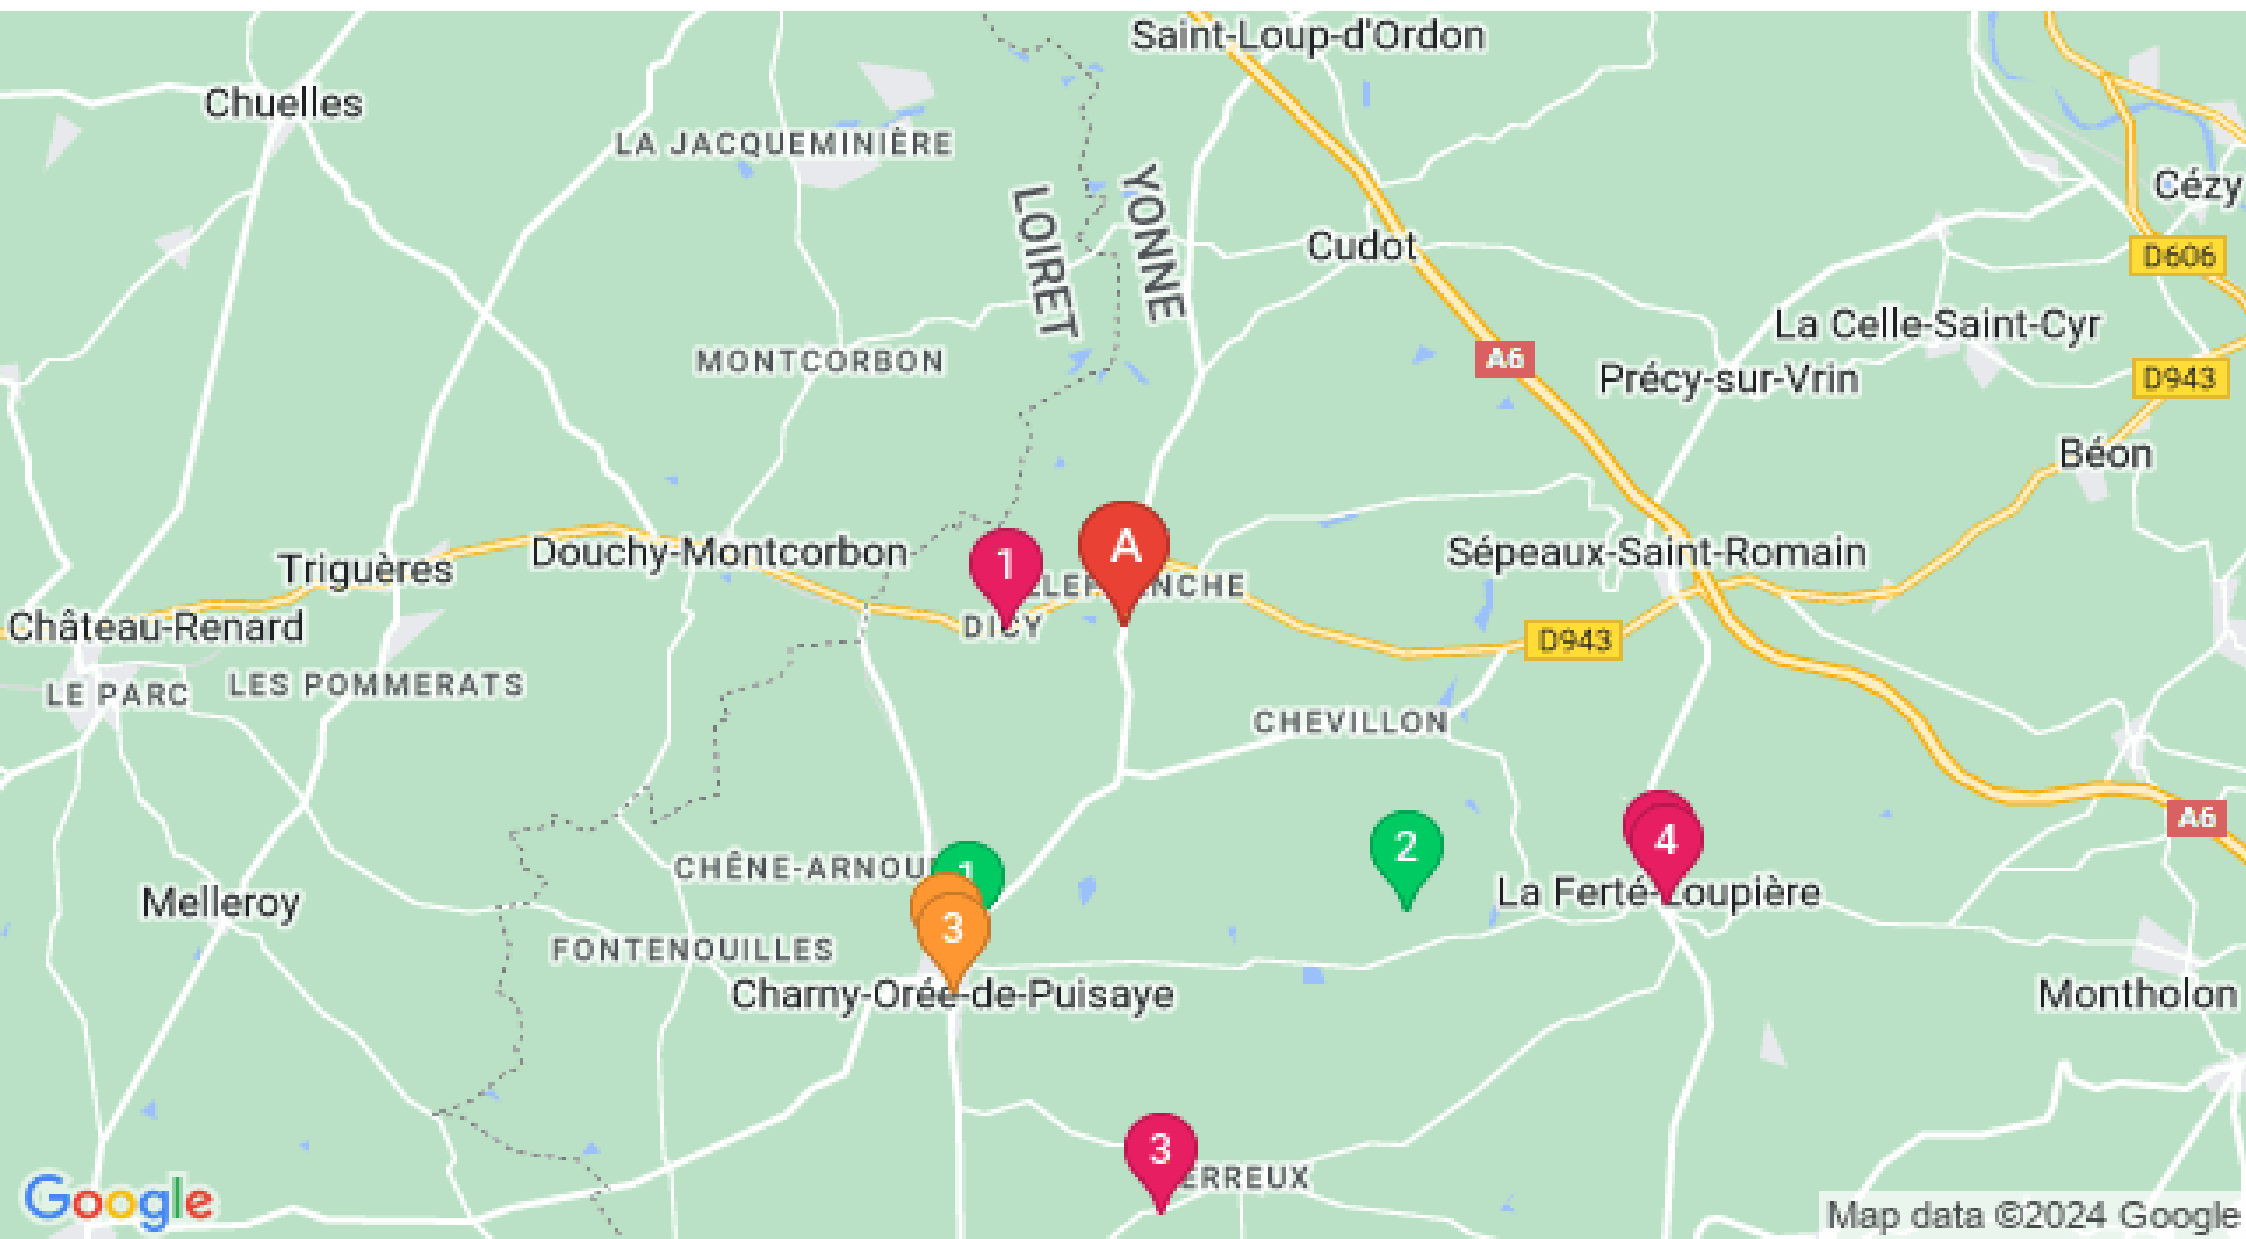 Saint-Loup-d'Ordon
Chuelles
LA JACQUEMINIÈRE
YONNE
LOIRET
Cézy
Cudot
D606
La Celle-Saint-Cyr
MONTCORBON
A6
Précy-sur-Vrin
D943
Béon
A
1
Triguères
Douchy-Montcorbon
Sépeaux-Saint-Romain
Château-Renard
DICY
D943
LE PARC
LES POMMERATS
CHEVILLON
A6
2
4
CHÊNE-ARNOU
1
Melleroy
La Ferté-Loupière
3
FONTENOUILLES
Charny-Orée-de-Puisaye
Montholon
3
ERREUX
Google
Map data ©2024 Google